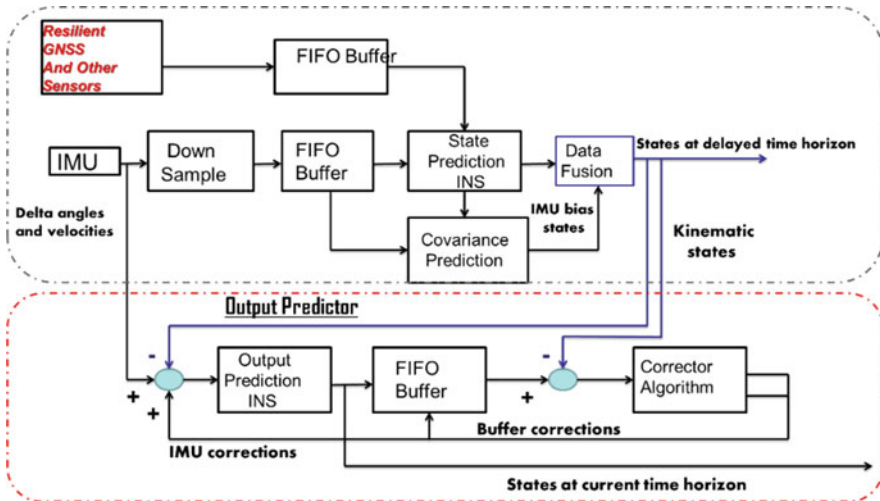 Resilient
GNSS
And Other
Sensors
FIFO Buffer
IMU
Down
Sample
FIFO
Buffer
State
Prediction
INS
Data
Fusion
States at delayed time horizon
Delta angles
and velocities
Covariance
Prediction
IMU bias
states
Kinematic
states
Output Predictor
-
+
+
Output
Prediction
INS
FIFO
Buffer
-
+
Corrector
Algorithm
IMU corrections
Buffer corrections
States at current time horizon